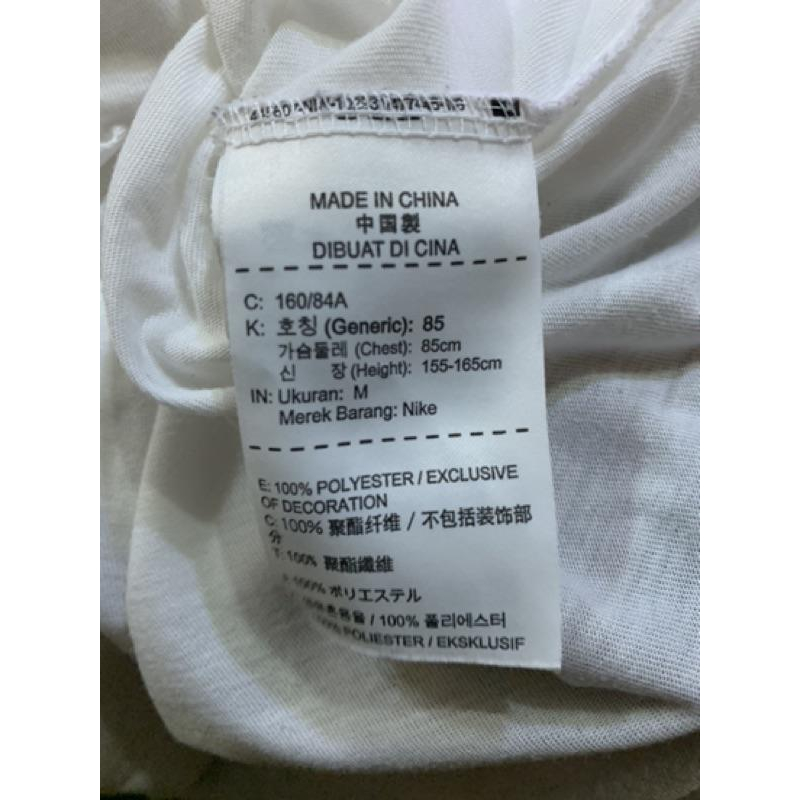 MADE IN CHINA
中国製
DIBUAT DI CINA
C: 160/84A
K: 호칭 (Generic): 85
가슴둘레 (Chest): 85cm
신 장 (Height): 155-165cm
IN: Ukuran: M
Merek Barang: Nike
E: 100% POLYESTER / EXCLUSIVE
OF DECORATION
C: 100% 聚酯纤维 / 不包括装饰部
分
T: 100% 聚酯纖維
100% ポリエステル
/ 100% 폴리에스터
POLIESTER / EKSKLUSIF